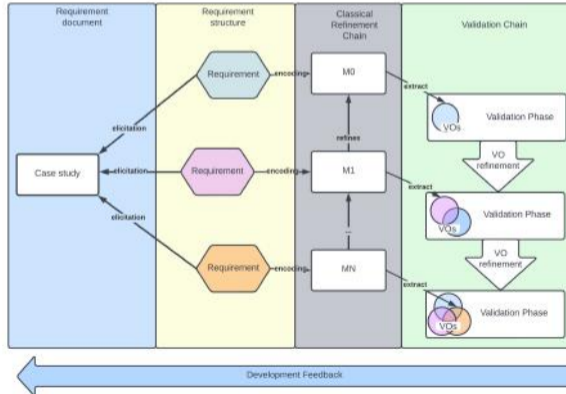 Requirement
document
Requirement
structure
Classical
Refinement
Chain
Validation Chain
Requirement
encoding
M0
extract
VOs
Validation Phase
elicitation
refines
VO
refinement
Case study
elicitation
Requirement
encoding
M1
extract
VOs
Validation Phase
elicitation
...
VO
refinement
Requirement
encoding
MN
extract
VOs
Validation Phase
Development Feedback